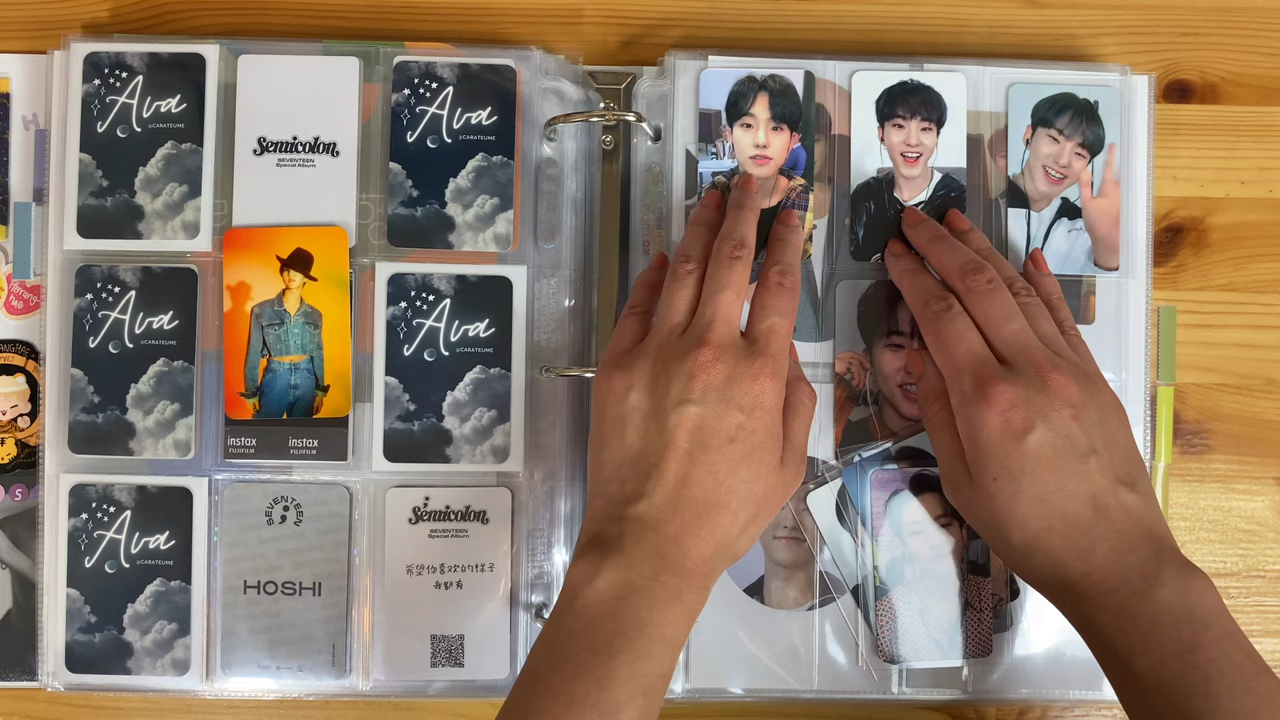 Ava
@CARATEUME
Semicolon
SEVENTEEN
Special Album
Ava
@CARATEUME
Ava
@CARATEUME
instax
FUJIFILM
instax
FUJIFILM
Ava
@CARATEUME
Ava
@CARATEUME
SEVENTEEN
HOSHI
Semicolon
SEVENTEEN
Special Album
希望你喜欢的样子
我都有
S